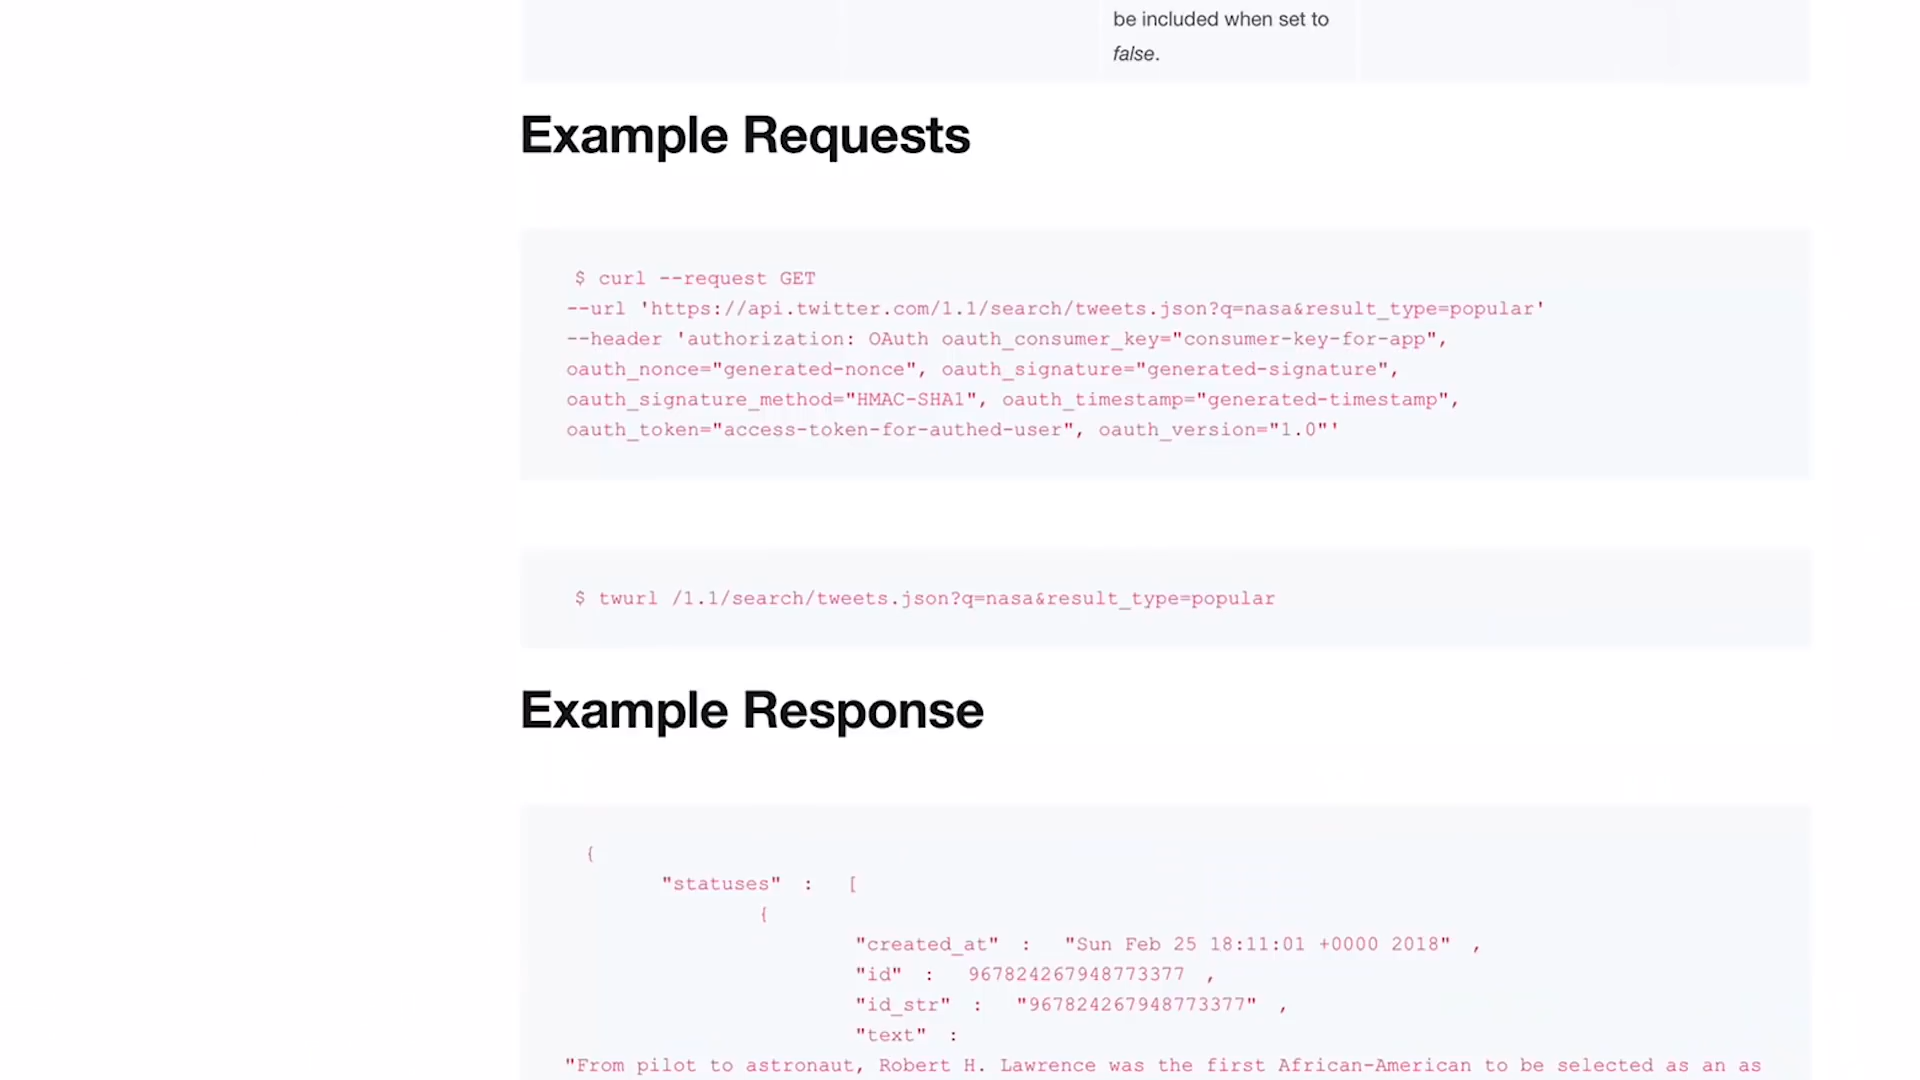 be included when set to
false.
Example Requests
$ curl --request GET
--url 'https://api.twitter.com/1.1/search/tweets.json?q=nasa&result_type=popular'
--header 'authorization: OAuth oauth_consumer_key="consumer-key-for-app",
oauth_nonce="generated-nonce", oauth_signature="generated-signature",
oauth_signature_method="HMAC-SHA1", oauth_timestamp="generated-timestamp",
oauth_token="access-token-for-authed-user", oauth_version="1.0"'
$ twurl /1.1/search/tweets.json?q=nasa&result_type=popular
Example Response
{
"statuses" : [
{
"created_at" : "Sun Feb 25 18:11:01 +0000 2018" ,
"id" : 967824267948773377 ,
"id_str" : "967824267948773377" ,
"text" :
"From pilot to astronaut, Robert H. Lawrence was the first African-American to be selected as an as